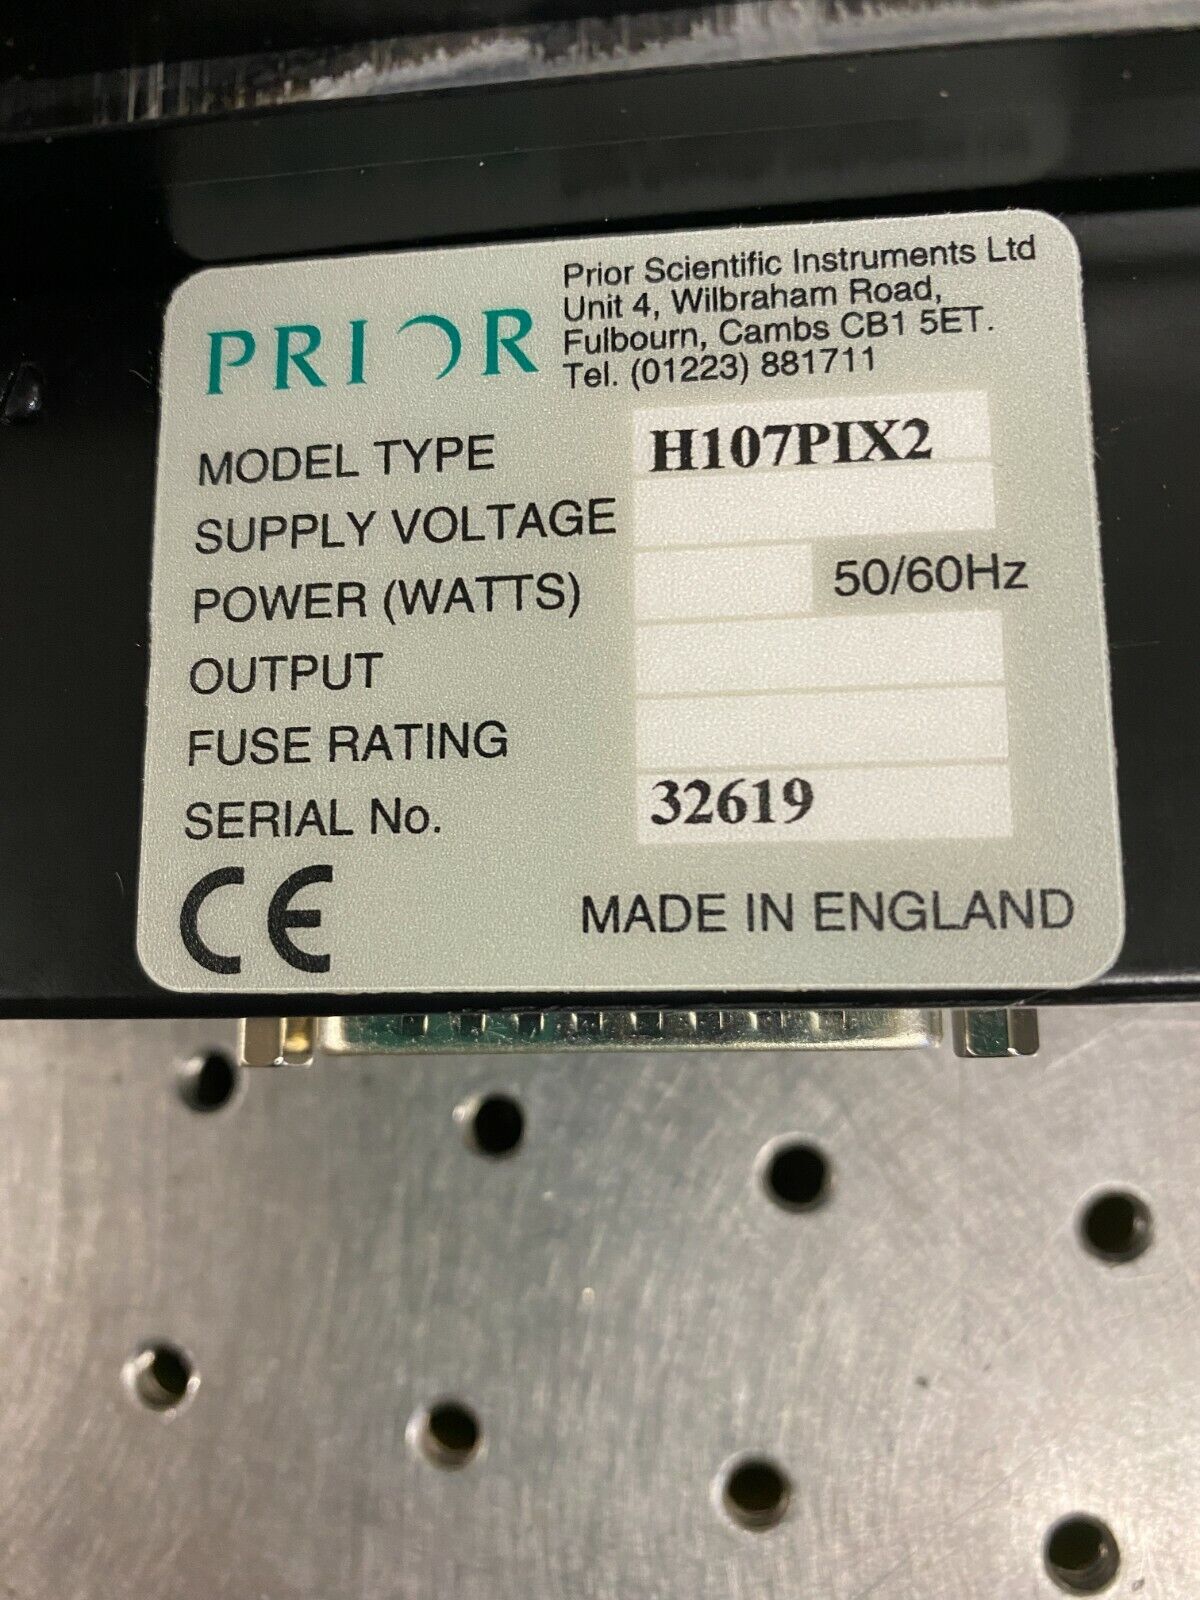 PRIOR
Prior Scientific Instruments Ltd
Unit 4, Wilbraham Road,
Fulbourn, Cambs CB1 5ET.
Tel. (01223) 881711
MODEL TYPE H107PIX2
SUPPLY VOLTAGE
POWER (WATTS) 50/60Hz
OUTPUT
FUSE RATING
SERIAL No. 32619
CE MADE IN ENGLAND